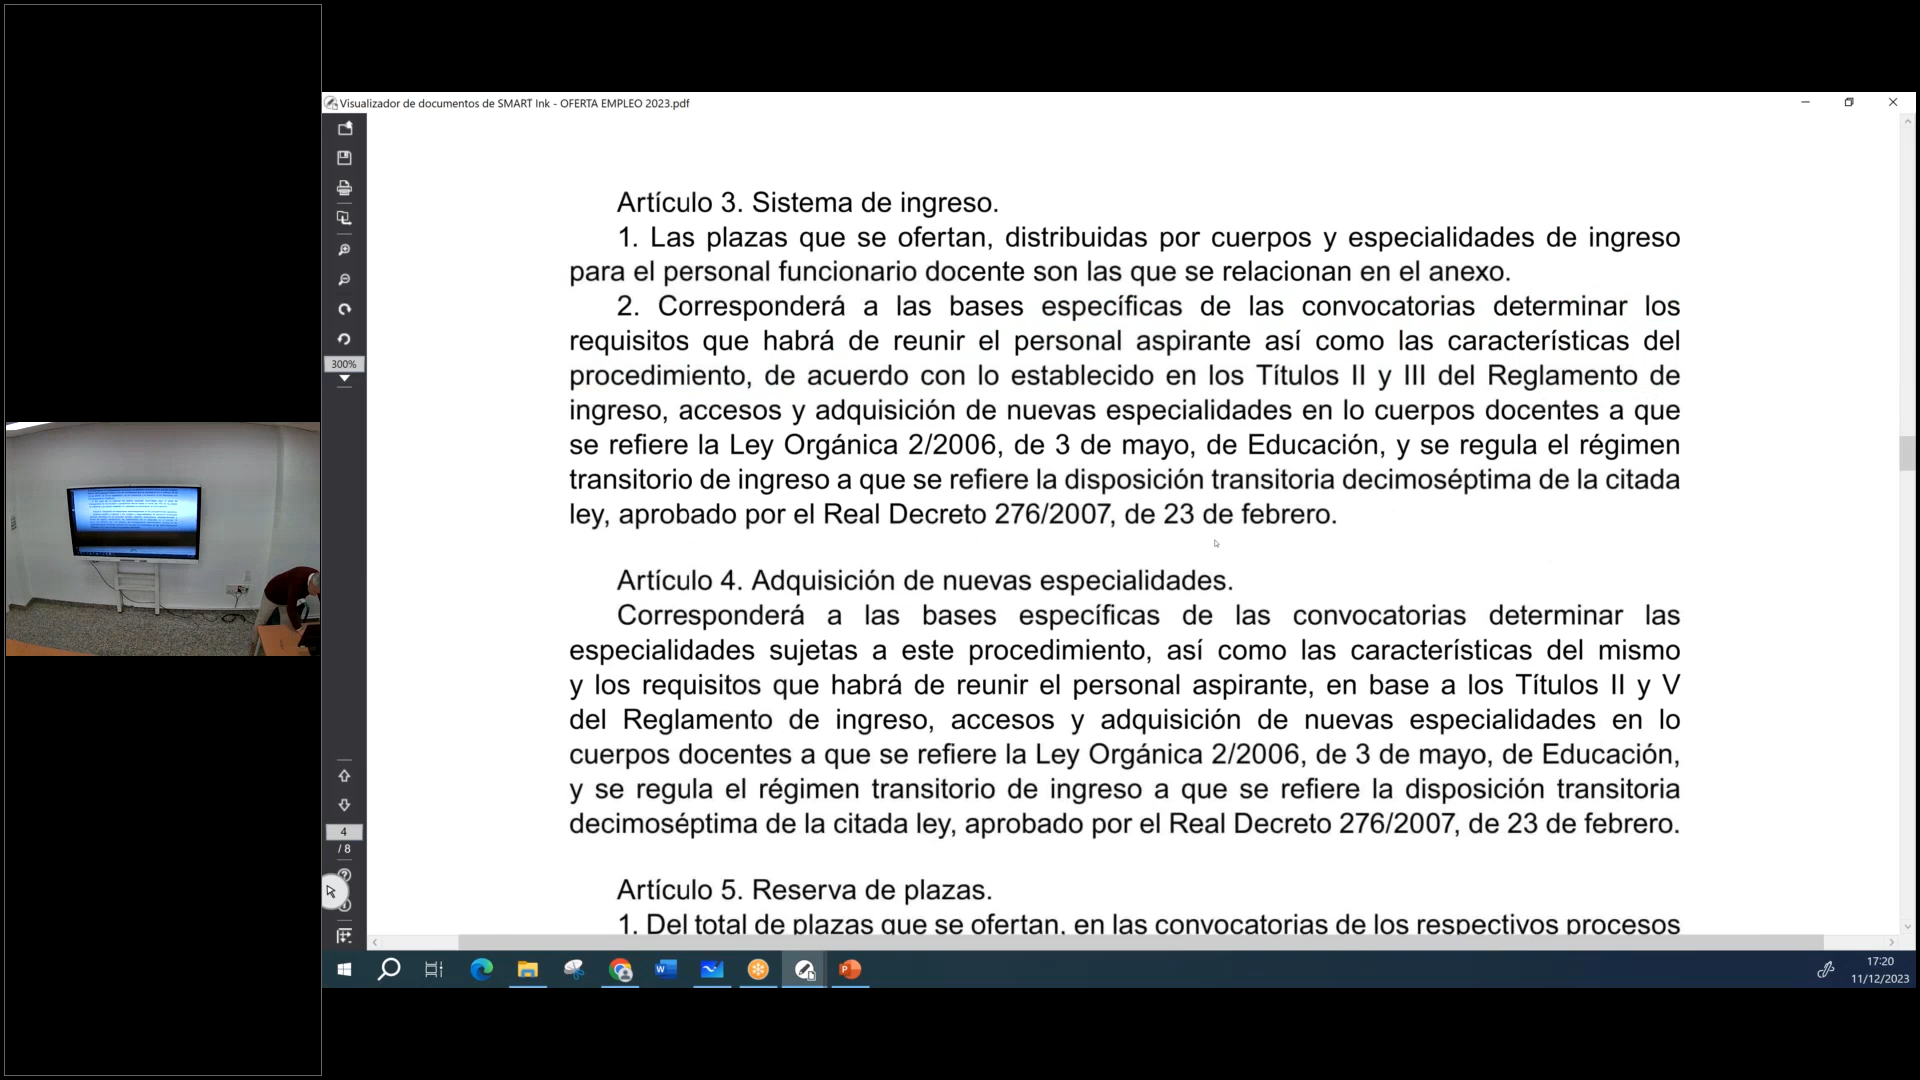 Visualizador de documentos de SMART Ink - OFERTA EMPLEO 2023.pdf
Artículo 3. Sistema de ingreso.
1. Las plazas que se ofertan, distribuidas por cuerpos y especialidades de ingreso
para el personal funcionario docente son las que se relacionan en el anexo.
2. Corresponderá a las bases específicas de las convocatorias determinar los
requisitos que habrá de reunir el personal aspirante así como las características del
procedimiento, de acuerdo con lo establecido en los Títulos II y III del Reglamento de
ingreso, accesos y adquisición de nuevas especialidades en lo cuerpos docentes a que
se refiere la Ley Orgánica 2/2006, de 3 de mayo, de Educación, y se regula el régimen
transitorio de ingreso a que se refiere la disposición transitoria decimoséptima de la citada
ley, aprobado por el Real Decreto 276/2007, de 23 de febrero.
Artículo 4. Adquisición de nuevas especialidades.
Corresponderá a las bases específicas de las convocatorias determinar las
especialidades sujetas a este procedimiento, así como las características del mismo
y los requisitos que habrá de reunir el personal aspirante, en base a los Títulos II y V
del Reglamento de ingreso, accesos y adquisición de nuevas especialidades en lo
cuerpos docentes a que se refiere la Ley Orgánica 2/2006, de 3 de mayo, de Educación,
y se regula el régimen transitorio de ingreso a que se refiere la disposición transitoria
decimoséptima de la citada ley, aprobado por el Real Decreto 276/2007, de 23 de febrero.
Artículo 5. Reserva de plazas.
1. Del total de plazas que se ofertan, en las convocatorias de los respectivos procesos
300%
4
/ 8
17:20
11/12/2023